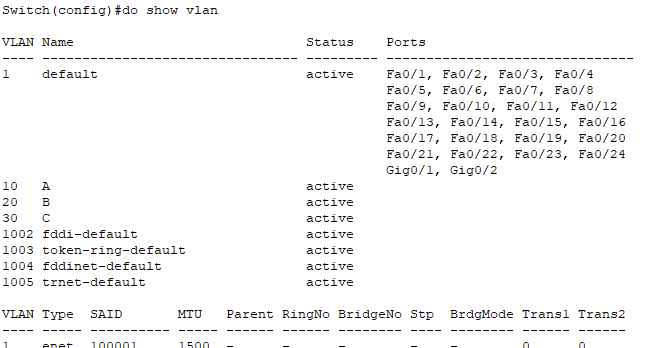 Switch(config)#do show vlan
VLAN Name                             Status    Ports
---- -------------------------------- --------- -------------------------------
1    default                          active    Fa0/1, Fa0/2, Fa0/3, Fa0/4
                                                Fa0/5, Fa0/6, Fa0/7, Fa0/8
                                                Fa0/9, Fa0/10, Fa0/11, Fa0/12
                                                Fa0/13, Fa0/14, Fa0/15, Fa0/16
                                                Fa0/17, Fa0/18, Fa0/19, Fa0/20
                                                Fa0/21, Fa0/22, Fa0/23, Fa0/24
                                                Gig0/1, Gig0/2
10   A                                active
20   B                                active
30   C                                active
1002 fddi-default                     active
1003 token-ring-default               active
1004 fddinet-default                  active
1005 trnet-default                    active
VLAN Type  SAID       MTU   Parent RingNo BridgeNo Stp  BrdgMode Trans1 Trans2
---- ----- ---------- ----- ------ ------ -------- ---- -------- ------ ------
1    enet  100001     1500  -      -      -        -    -        0      0